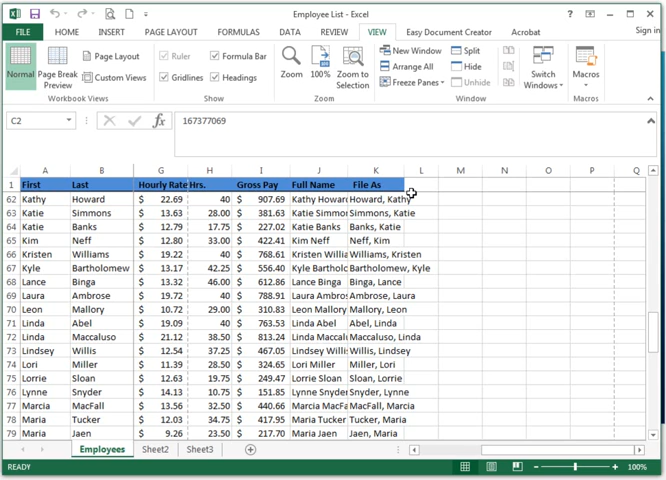 Employee List - Excel
Sign in
FILE HOME INSERT PAGE LAYOUT FORMULAS DATA REVIEW VIEW Easy Document Creator Acrobat
Normal
Page Break Preview
Page Layout
Custom Views
Workbook Views
Ruler
Formula Bar
Gridlines
Headings
Show
Zoom
100%
Zoom to Selection
Zoom
New Window
Arrange All
Freeze Panes
Split
Hide
Unhide
Window
Switch Windows
Macros
Macros
C2 fx 167377069
A B G H I J K L M N O P Q
1 First Last Hourly Rate Hrs. Gross Pay Full Name File As
62 Kathy Howard $ 22.69 40 $ 907.69 Kathy Howard Howard, Kathy
63 Katie Simmons $ 13.63 28.00 $ 381.63 Katie Simmon Simmons, Katie
64 Katie Banks $ 12.79 17.75 $ 227.02 Katie Banks Banks, Katie
65 Kim Neff $ 12.80 33.00 $ 422.41 Kim Neff Neff, Kim
66 Kristen Williams $ 19.22 40 $ 768.61 Kristen Willia Williams, Kristen
67 Kyle Bartholomew $ 13.17 42.25 $ 556.40 Kyle Bartholo Bartholomew, Kyle
68 Lance Binga $ 13.32 46.00 $ 612.86 Lance Binga Binga, Lance
69 Laura Ambrose $ 19.72 40 $ 788.91 Laura Ambros Ambrose, Laura
70 Leon Mallory $ 10.72 29.00 $ 310.83 Leon Mallory Mallory, Leon
71 Linda Abel $ 19.09 40 $ 763.53 Linda Abel Abel, Linda
72 Linda Maccaluso $ 21.12 38.50 $ 813.24 Linda Maccalu Maccaluso, Linda
73 Lindsey Willis $ 12.54 37.25 $ 467.05 Lindsey Willis Willis, Lindsey
74 Lori Miller $ 11.39 28.50 $ 324.65 Lori Miller Miller, Lori
75 Lorrie Sloan $ 12.63 19.75 $ 249.47 Lorrie Sloan Sloan, Lorrie
76 Lynne Snyder $ 14.13 10.75 $ 151.85 Lynne Snyder Snyder, Lynne
77 Marcia MacFall $ 13.56 32.50 $ 440.66 Marcia MacFa MacFall, Marcia
78 Maria Tucker $ 12.03 34.75 $ 417.95 Maria Tucker Tucker, Maria
79 Maria Jaen $ 9.26 23.50 $ 217.70 Maria Jaen Jaen, Maria
Employees Sheet2 Sheet3
READY 100%